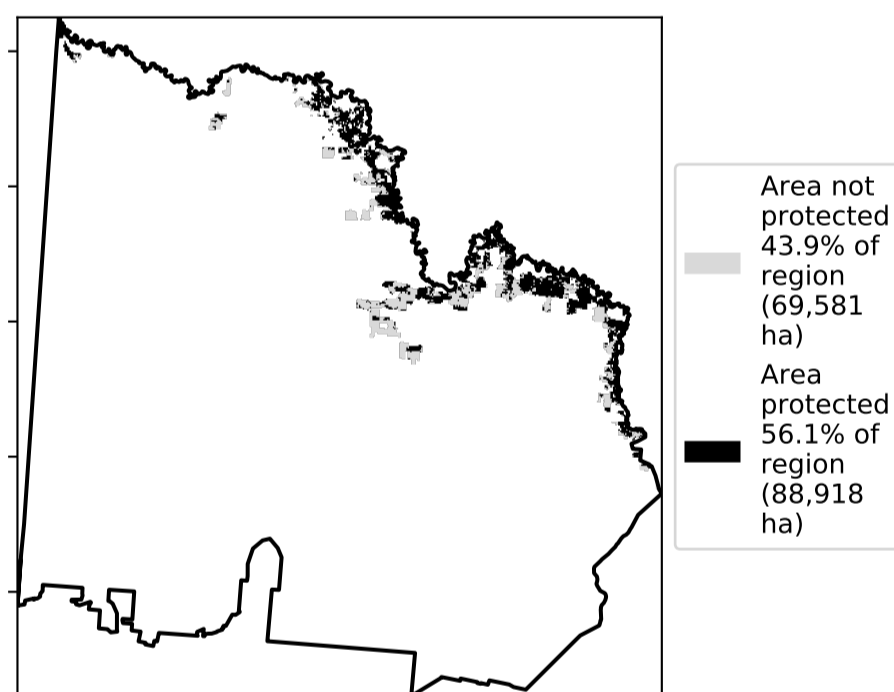 Area not
protected
43.9% of
region
(69,581
ha)
Area
protected
56.1% of
region
(88,918
ha)